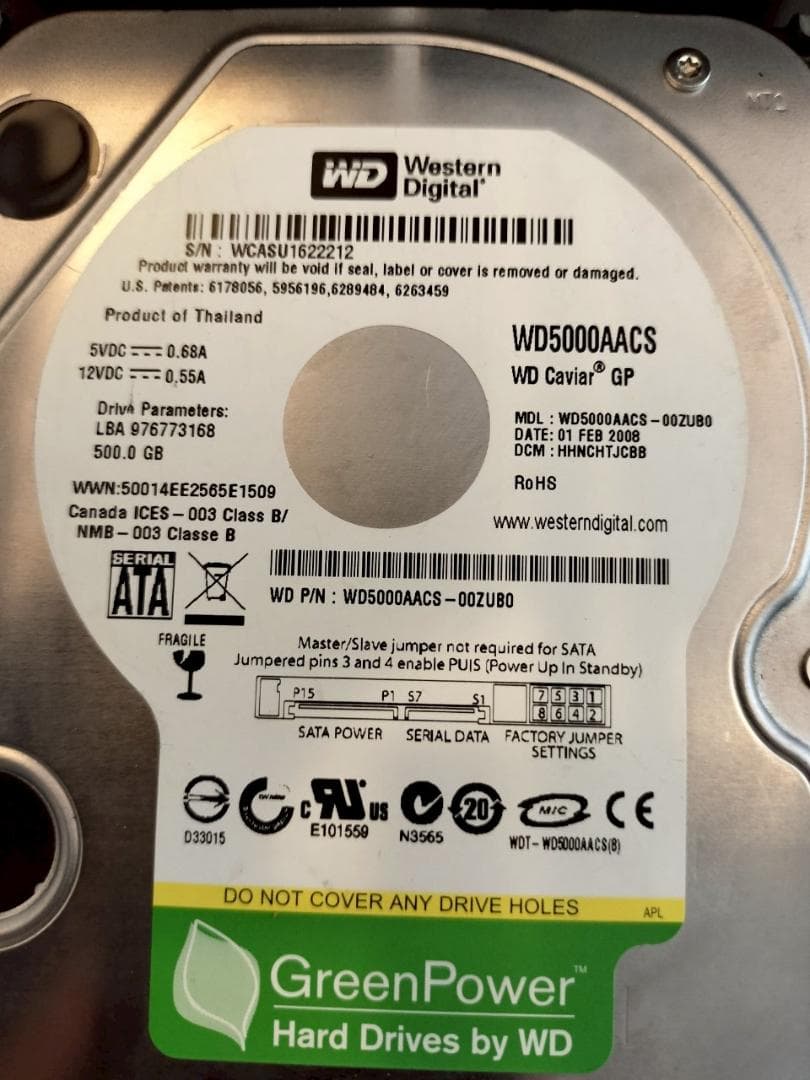 MTC
WD Western
Digital®
S/N : WCASU1622212
Product warranty will be void if seal, label or cover is removed or damaged.
U.S. Patents: 6178056, 5956196,6289484, 6263459
Product of Thailand
5VDC 0.68A
12VDC 0.55A
Drive Parameters:
LBA 976773168
500.0 GB
WWN:50014EE2565E1509
Canada ICES-003 Class B/
NMB-003 Classe B
WD5000AACS
WD Caviar® GP
MDL : WD5000AACS-00ZUB0
DATE: 01 FEB 2008
DCM : HHNCHTJCBB
RoHS
www.westerndigital.com
SERIAL
ATA
WD P/N : WD5000AACS-00ZUB0
FRAGILE
Master/Slave jumper not required for SATA
Jumpered pins 3 and 4 enable PUIS (Power Up In Standby)
P15 P1 S7 S1 7 5 3 1
8 6 4 2
SATA POWER SERIAL DATA FACTORY JUMPER
SETTINGS
c RU US 20 MIC CE
D33015 E101559 N3565 WDT-WD5000AACS(B)
DO NOT COVER ANY DRIVE HOLES APL
GreenPower™
Hard Drives by WD